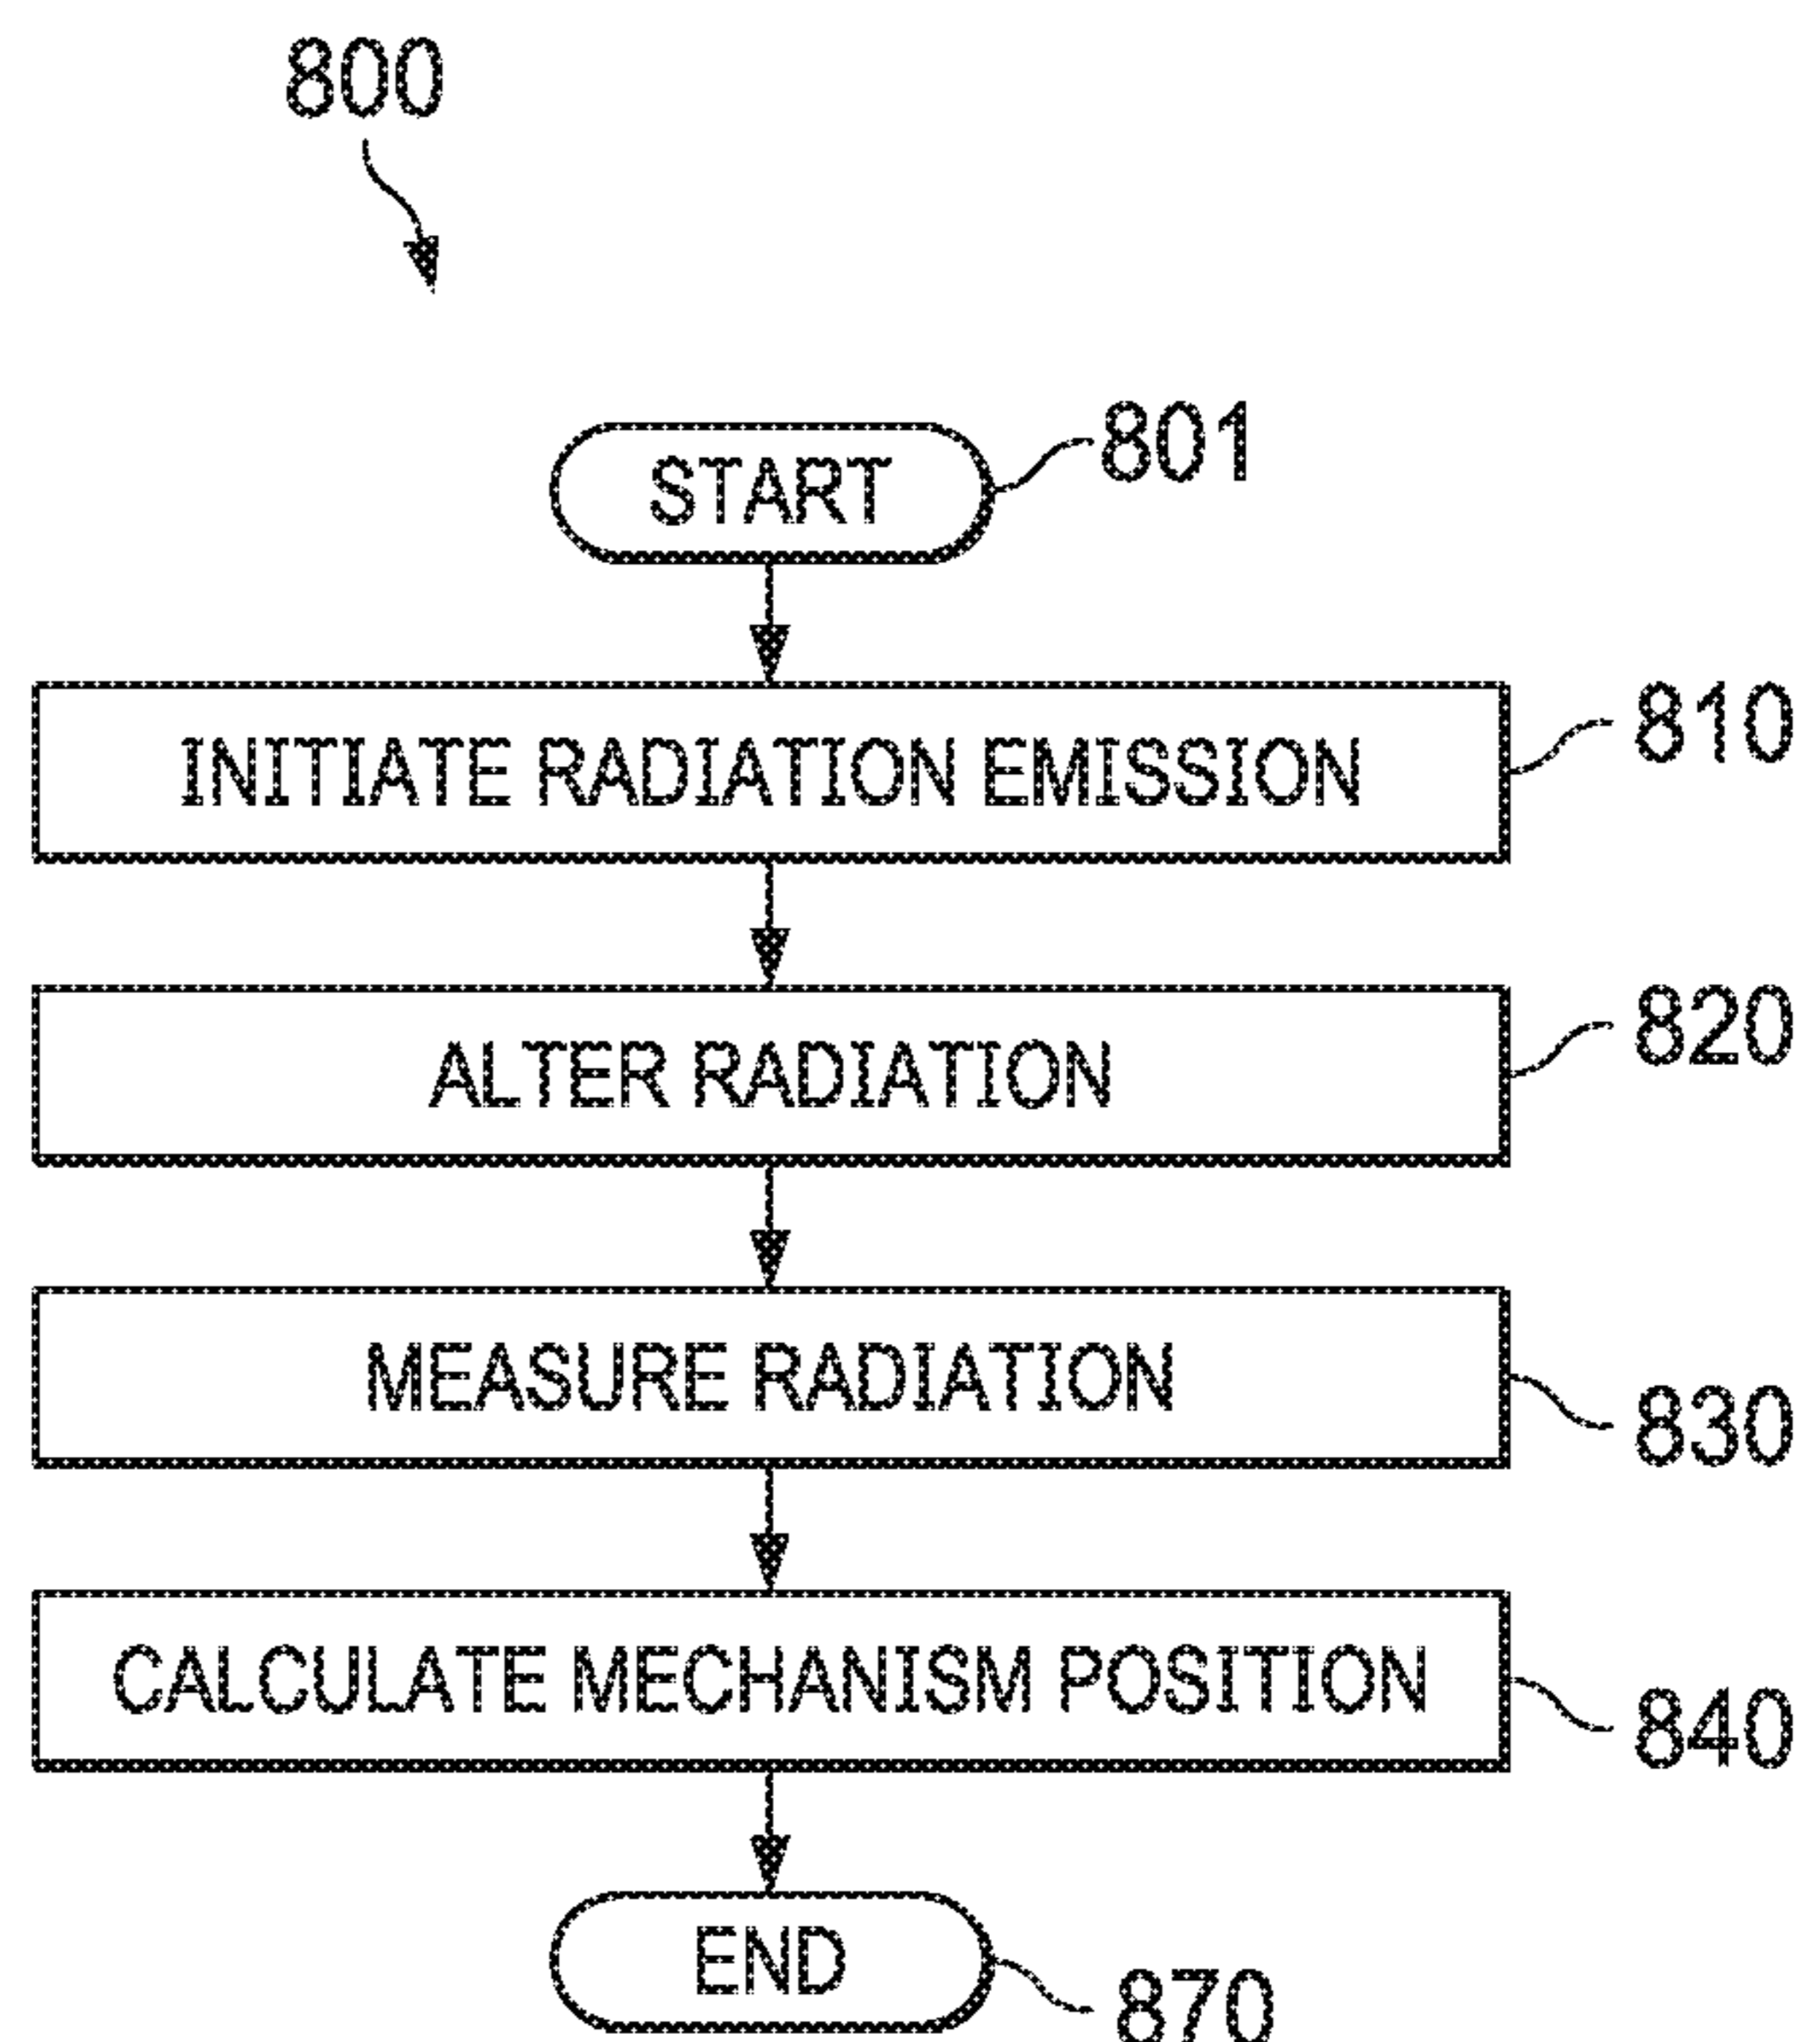 800
START
801
INITIATE RADIATION EMISSION
810
ALTER RADIATION
820
MEASURE RADIATION
830
CALCULATE MECHANISM POSITION
840
END
870